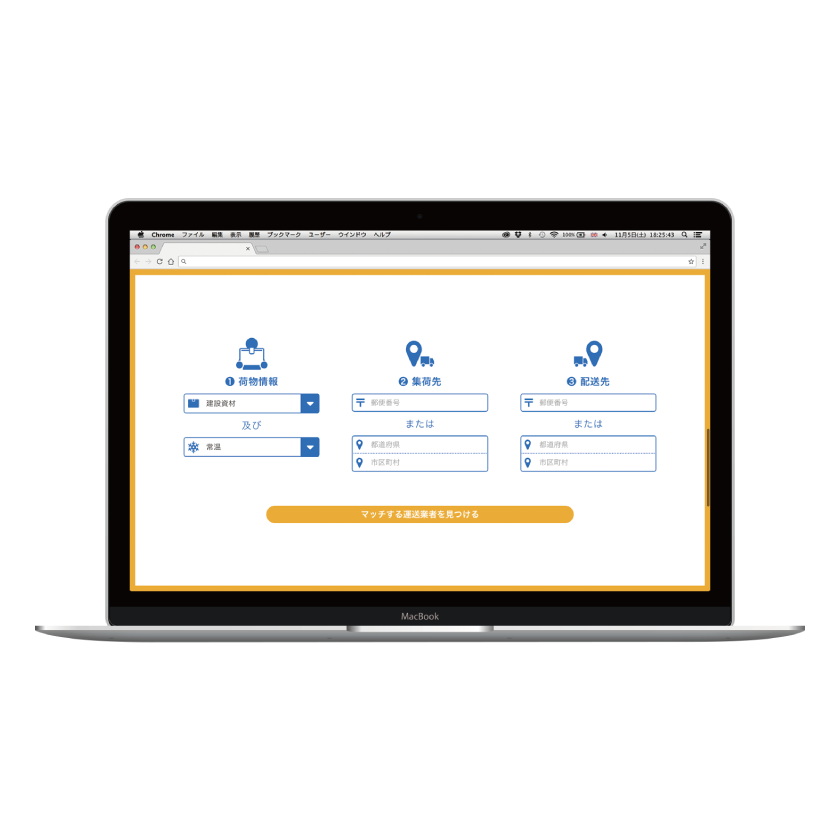 Chrome ファイル 編集 表示 履歴 ブックマーク ユーザー ウインドウ ヘルプ 100% 11月5日(土) 18:25:43
❶ 荷物情報
建設資材
及び
常温
❷ 集荷先
〒 郵便番号
または
都道府県
市区町村
❸ 配送先
〒 郵便番号
または
都道府県
市区町村
マッチする運送業者を見つける
MacBook